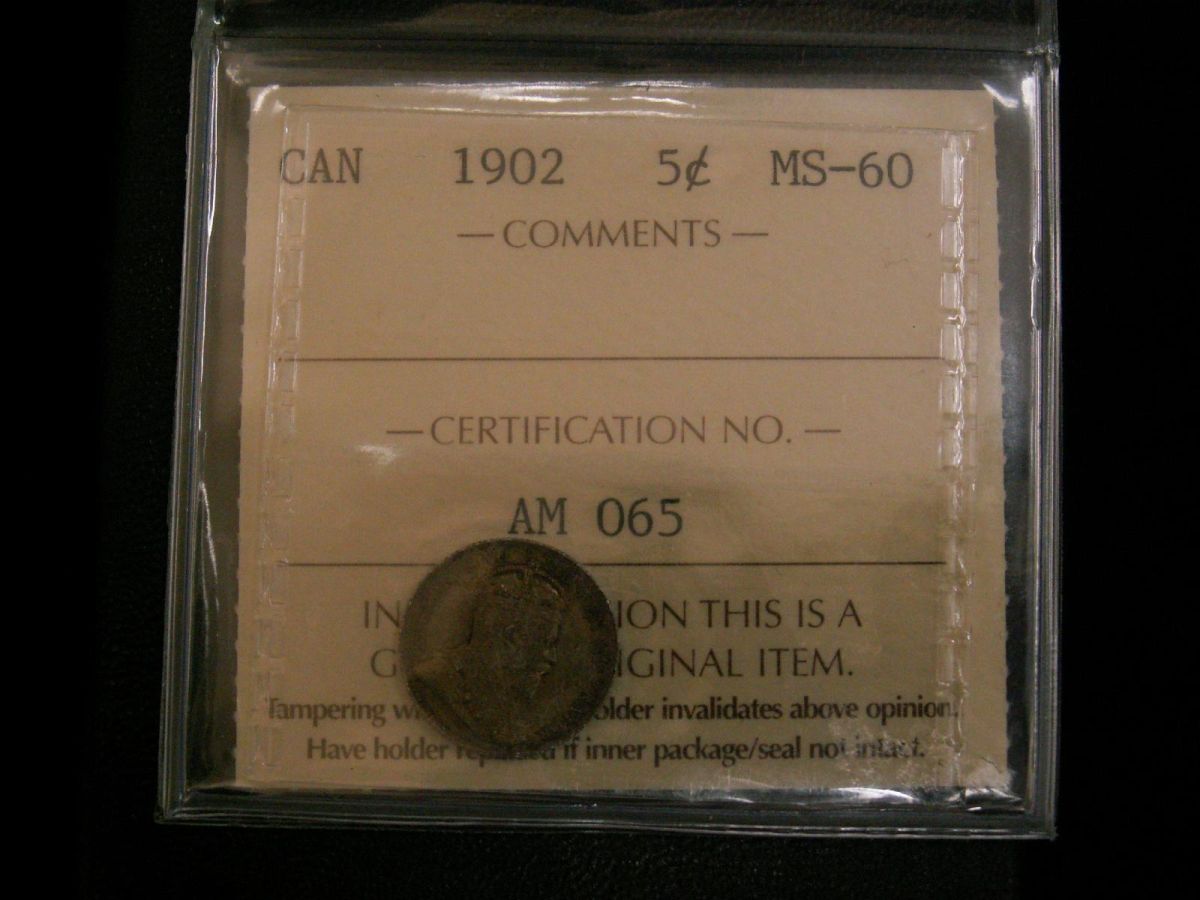 CAN 1902 5¢ MS-60
— COMMENTS —
— CERTIFICATION NO. —
AM 065
ION THIS IS A
IGINAL ITEM.
Tampering older invalidates above opinion.
Have holder if inner package/seal not intact.